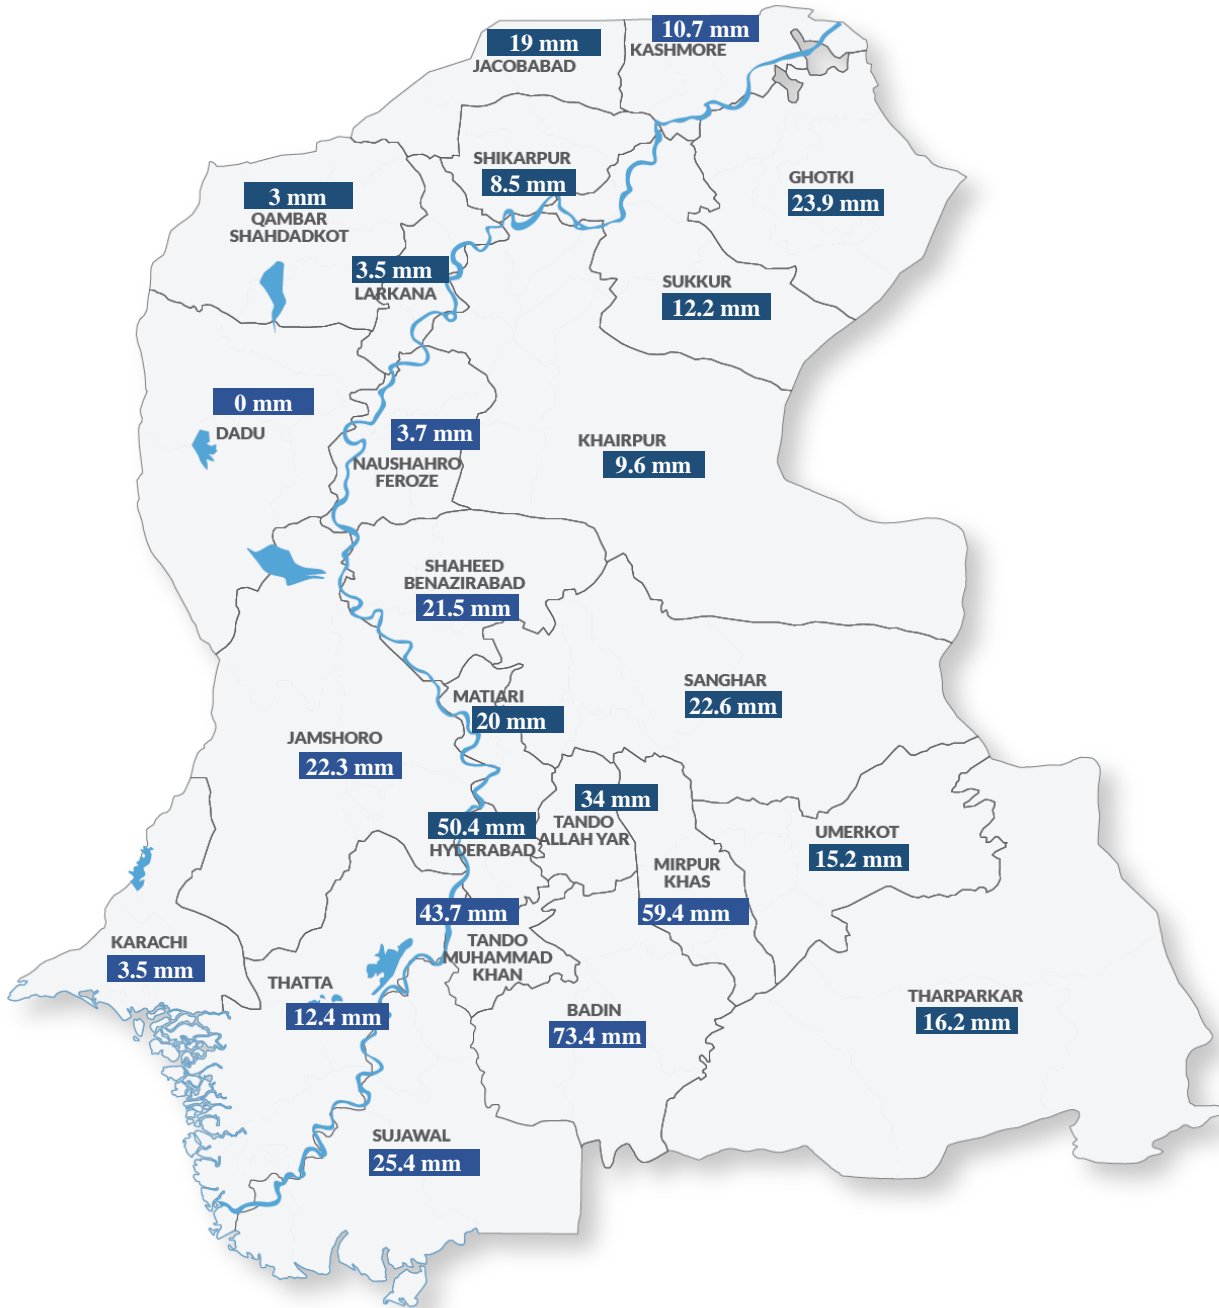 10.7 mm
KASHMORE
19 mm
JACOBABAD
SHIKARPUR
8.5 mm
GHOTKI
23.9 mm
3 mm
QAMBAR
SHAHDADKOT
3.5 mm
LARKANA
SUKKUR
12.2 mm
0 mm
DADU
3.7 mm
NAUSHAHRO
FEROZE
KHAIRPUR
9.6 mm
SHAHEED
BENAZIRABAD
21.5 mm
SANGHAR
22.6 mm
MATIARI
20 mm
JAMSHORO
22.3 mm
34 mm
TANDO
ALLAH YAR
50.4 mm
HYDERABAD
UMERKOT
15.2 mm
MIRPUR
KHAS
59.4 mm
43.7 mm
TANDO
MUHAMMAD
KHAN
KARACHI
3.5 mm
THATTA
12.4 mm
BADIN
73.4 mm
THARPARKAR
16.2 mm
SUJAWAL
25.4 mm